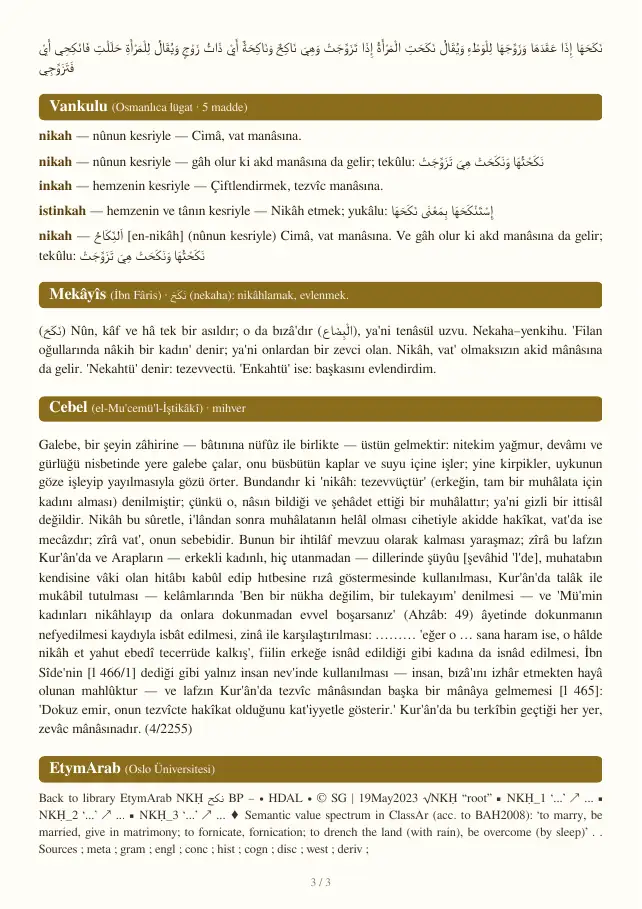 نَكَحَهَا إِذَا عَقَدَهَا وَزَوَّجَهَا لِلْوَطْءِ وَيُقَالُ نَكَحَتِ الْمَرْأَةُ إِذَا تَزَوَّجَتْ وَهِيَ نَاكِحٌ وَنَاكِحَةٌ أَيْ ذَاتُ زَوْجٍ وَيُقَالُ لِلْمَرْأَةِ حَلَلْتِ فَانْكِحِي أَيْ
فَتَزَوَّجِي
Vankulu (Osmanlıca lügat · 5 madde)
nikah — nûnun kesriyle — Cimâ, vat manâsına.
nikah — nûnun kesriyle — gâh olur ki akd manâsına da gelir; tekûlu: نَكَحْتُهَا وَنَكَحَتْ هِيَ تَزَوَّجَتْ
inkah — hemzenin kesriyle — Çiftlendirmek, tezvîc manâsına.
istinkah — hemzenin ve tânın kesriyle — Nikâh etmek; yukâlu: إِسْتَنْكَحَهَا بِمَعْنَى نَكَحَهَا
nikah — اَلنِّكَاحُ [en-nikâh] (nûnun kesriyle) Cimâ, vat manâsına. Ve gâh olur ki akd manâsına da gelir;
tekûlu: نَكَحْتُهَا وَنَكَحَتْ هِيَ تَزَوَّجَتْ
Mekâyîs (İbn Fâris) · نَكَحَ (nekaha): nikâhlamak, evlenmek.
(نَكَحَ) Nûn, kâf ve hâ tek bir asıldır; o da bızâ'dır (الْبِضَاع), ya'ni tenâsül uzvu. Nekaha–yenkihu. 'Filan
oğullarında nâkih bir kadın' denir; ya'ni onlardan bir zevci olan. Nikâh, vat' olmaksızın akid mânâsına
da gelir. 'Nekahtü' denir: tezevvectü. 'Enkahtü' ise: başkasını evlendirdim.
Cebel (el-Mu'cemü'l-İştikâkî) · mihver
Galebe, bir şeyin zâhirine — bâtınına nüfûz ile birlikte — üstün gelmektir: nitekim yağmur, devâmı ve
gürlüğü nisbetinde yere galebe çalar, onu büsbütün kaplar ve suyu içine işler; yine kirpikler, uykunun
göze işleyip yayılmasıyla gözü örter. Bundandır ki 'nikâh: tezevvüçtür' (erkeğin, tam bir muhâlata için
kadını alması) denilmiştir; çünkü o, nâsın bildiği ve şehâdet ettiği bir muhâlattır; ya'ni gizli bir ittisâl
değildir. Nikâh bu sûretle, i'lândan sonra muhâlatanın helâl olması cihetiyle akidde hakîkat, vat'da ise
mecâzdır; zîrâ vat', onun sebebidir. Bunun bir ihtilâf mevzuu olarak kalması yaraşmaz; zîrâ bu lafzın
Kur'ân'da ve Arapların — erkekli kadınlı, hiç utanmadan — dillerinde şüyûu [şevâhid 'l'de], muhatabın
kendisine vâki olan hitâbı kabûl edip hıtbesine rızâ göstermesinde kullanılması, Kur'ân'da talâk ile
mukâbil tutulması — kelâmlarında 'Ben bir nükha değilim, bir tulekayım' denilmesi — ve 'Mü'min
kadınları nikâhlayıp da onlara dokunmadan evvel boşarsanız' (Ahzâb: 49) âyetinde dokunmanın
nefyedilmesi kaydıyla isbât edilmesi, zinâ ile karşılaştırılması: ……… 'eğer o … sana haram ise, o hâlde
nikâh et yahut ebedî tecerrüde kalkış', fiilin erkeğe isnâd edildiği gibi kadına da isnâd edilmesi, İbn
Sîde'nin [l 466/1] dediği gibi yalnız insan nev'inde kullanılması — insan, bızâ'ını izhâr etmekten hayâ
olunan mahlûktur — ve lafzın Kur'ân'da tezvîc mânâsından başka bir mânâya gelmemesi [l 465]:
'Dokuz emir, onun tezvîcte hakîkat olduğunu kat'iyyetle gösterir.' Kur'ân'da bu terkîbin geçtiği her yer,
zevâc mânâsınadır. (4/2255)
EtymArab (Oslo Üniversitesi)
Back to library EtymArab NKḤ نكح BP – • HDAL • © SG | 19May2023 √NKḤ “root” ▪ NKḤ_1 ‘...’ ↗ ... ▪
NKḤ_2 ‘...’ ↗ ... ▪ NKḤ_3 ‘...’ ↗ ... ♦ Semantic value spectrum in ClassAr (acc. to BAH2008): ‘to marry, be
married, give in matrimony; to fornicate, fornication; to drench the land (with rain), be overcome (by sleep)’ . .
Sources ; meta ; gram ; engl ; conc ; hist ; cogn ; disc ; west ; deriv ;
3 / 3